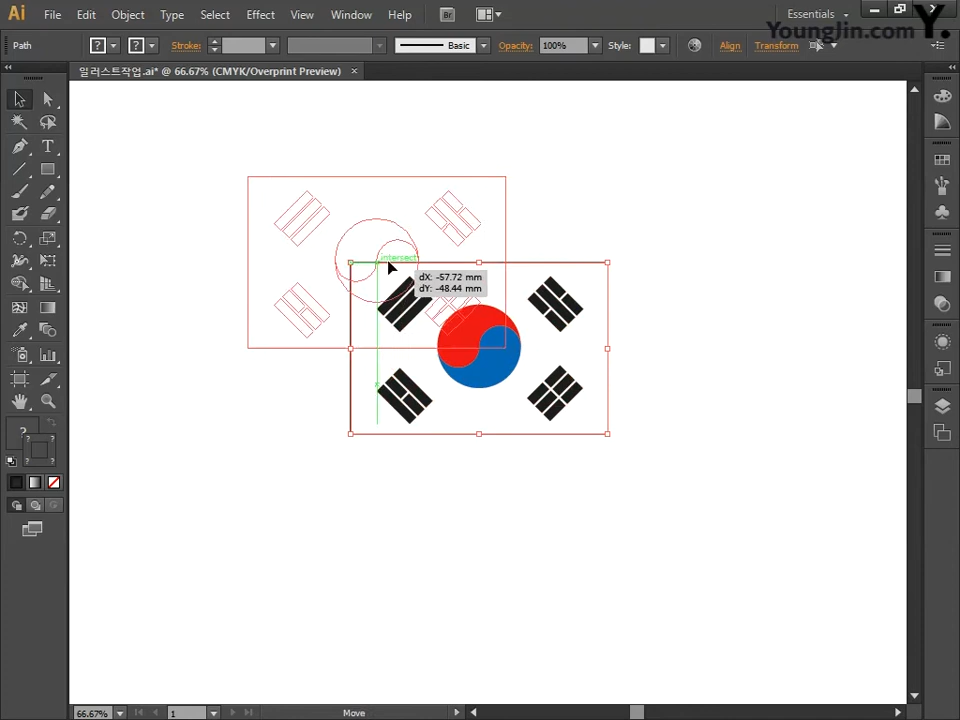 Ai File Edit Object Type Select Effect View Window Help Br Essentials
YoungJin.com Y.
Path ? ? Stroke: Basic Opacity: 100% Style: Align Transform
일러스트작업.ai* @ 66.67% (CMYK/Overprint Preview) ×
T
intersect
dX: -57.72 mm
dY: -48.44 mm
?
? ?
? ?
66.67% 1 Move